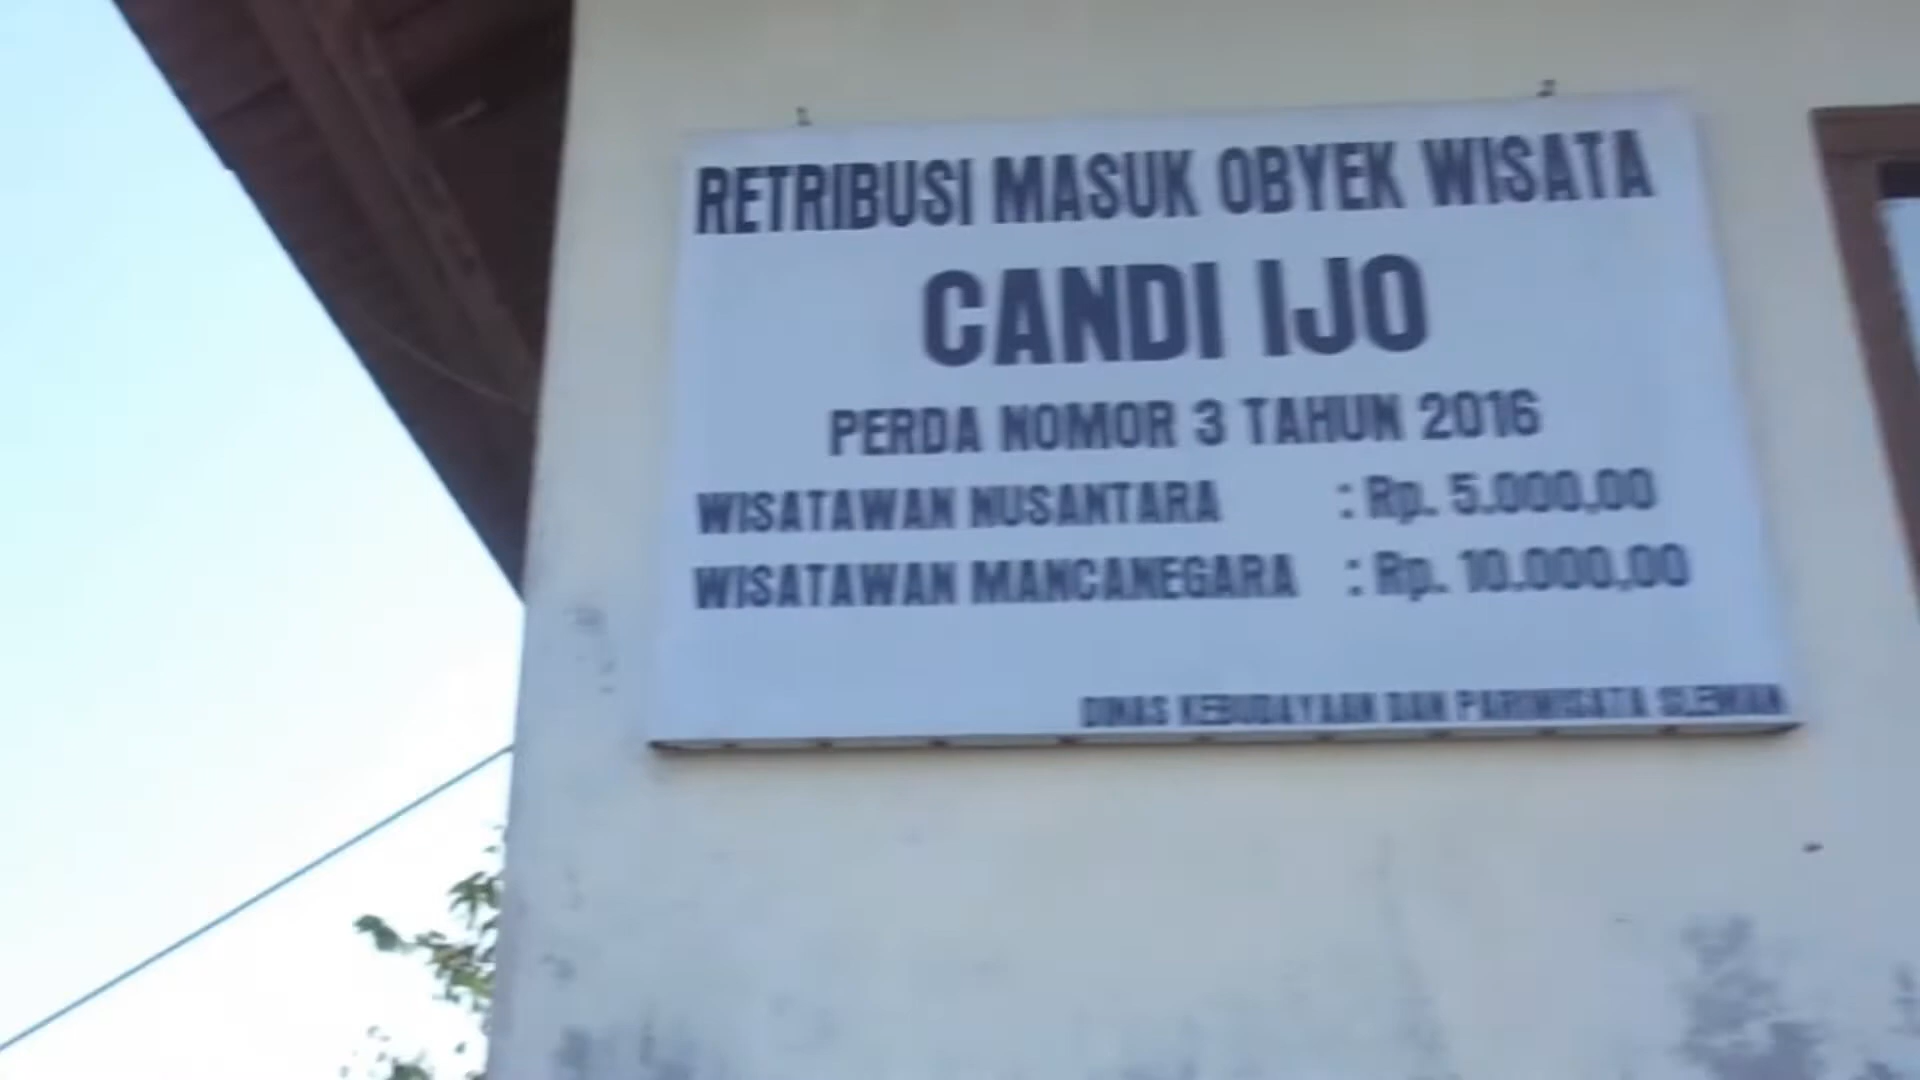 RETRIBUSI MASUK OBYEK WISATA
CANDI IJO
PERDA NOMOR 3 TAHUN 2016
WISATAWAN NUSANTARA : Rp. 5.000,00
WISATAWAN MANCANEGARA : Rp. 10.000,00
DINAS KEBUDAYAAN DAN PARIWISATA SLEMAN